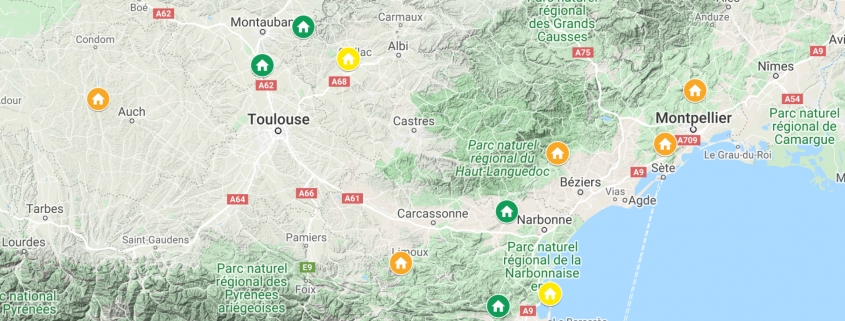 Boé
A62
Carmaux
Parc naturel
régional
des Grands
Causses
Anduze
Montauban
Condom
Albi
A75
A9
Nîmes
A68
A62
Auch
A54
Toulouse
Castres
Montpellier
Parc naturel
régional de
Camargue
A709
Parc naturel
régional du
Haut-Languedoc
Le Grau-du-Roi
A9
Sète
Béziers
Vias
Agde
A66
A64
A61
Tarbes
Carcassonne
Narbonne
Saint-Gaudens
Pamiers
Lourdes
Limoux
Parc naturel
régional de la
Narbonnaise
Parc naturel
régional des
Pyrénées
ariégeoises
E9
Foix
Parc national
Pyrénées
A9